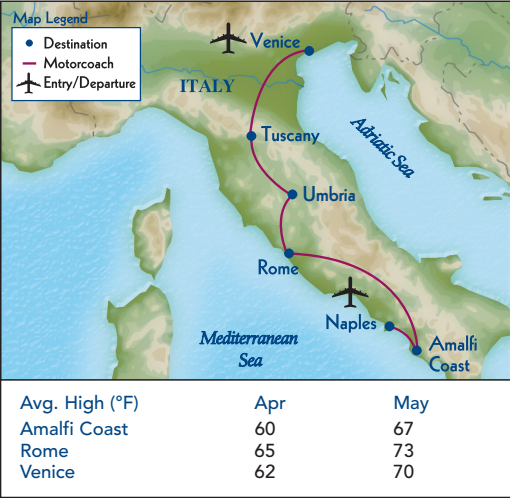 Map Legend
Destination
Motorcoach
Entry/Departure
Venice
ITALY
Tuscany
Adriatic Sea
Umbria
Rome
Naples
Mediterranean
Sea
Amalfi
Coast
Avg. High (°F) Apr May
Amalfi Coast 60 67
Rome 65 73
Venice 62 70